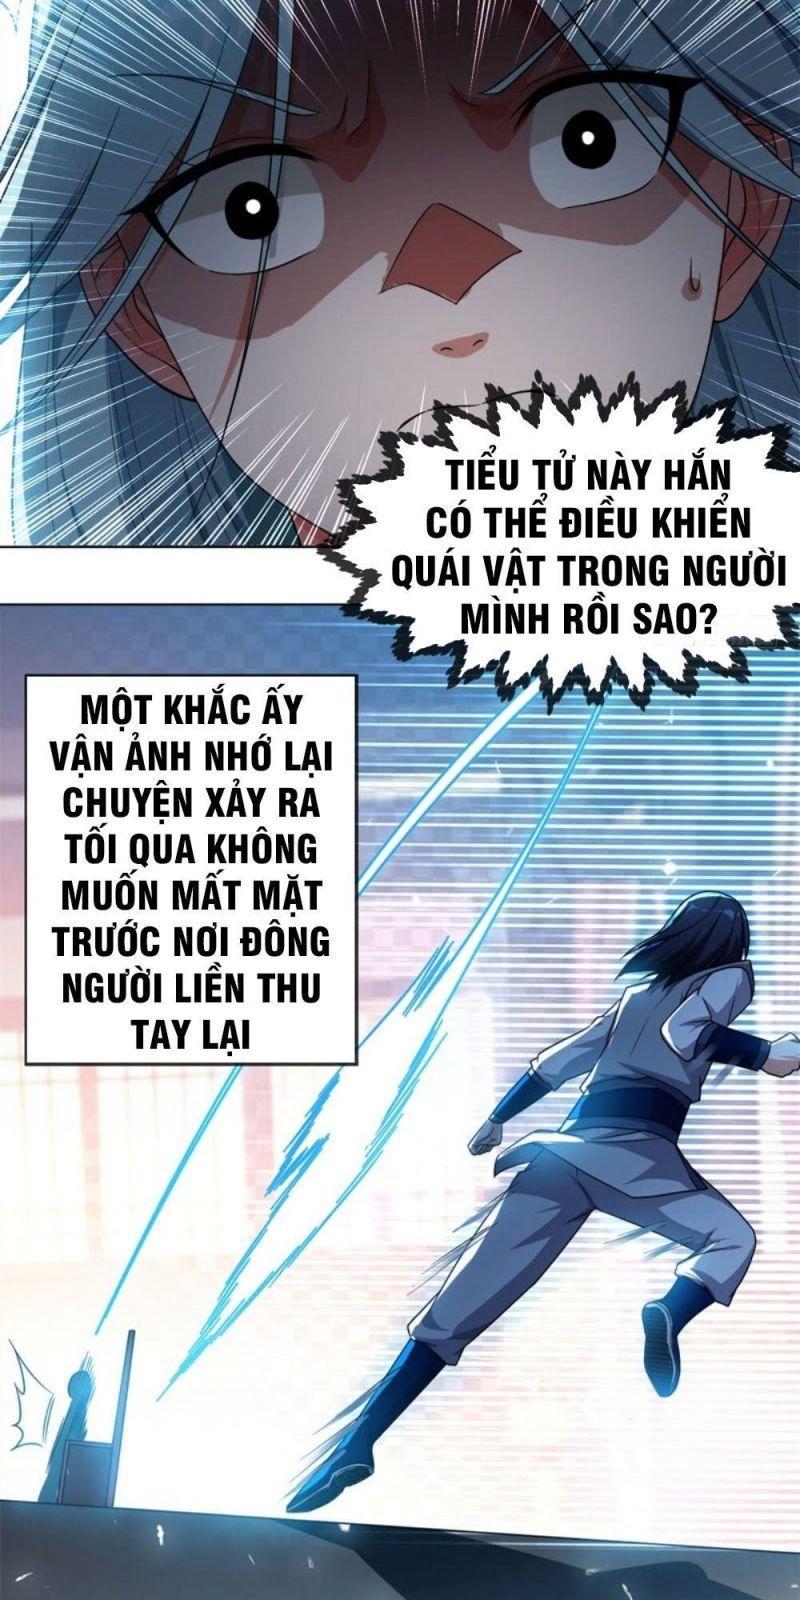 TIỂU TỬ NÀY HẮN
CÓ THỂ ĐIỀU KHIỂN
QUÁI VẬT TRONG NGƯỜI
MÌNH RỒI SAO?
MỘT KHẮC ẤY
VẬN ẢNH NHỚ LẠI
CHUYỆN XẢY RA
TỐI QUA KHÔNG
MUỐN MẤT MẶT
TRƯỚC NƠI ĐÔNG
NGƯỜI LIỀN THU
TAY LẠI